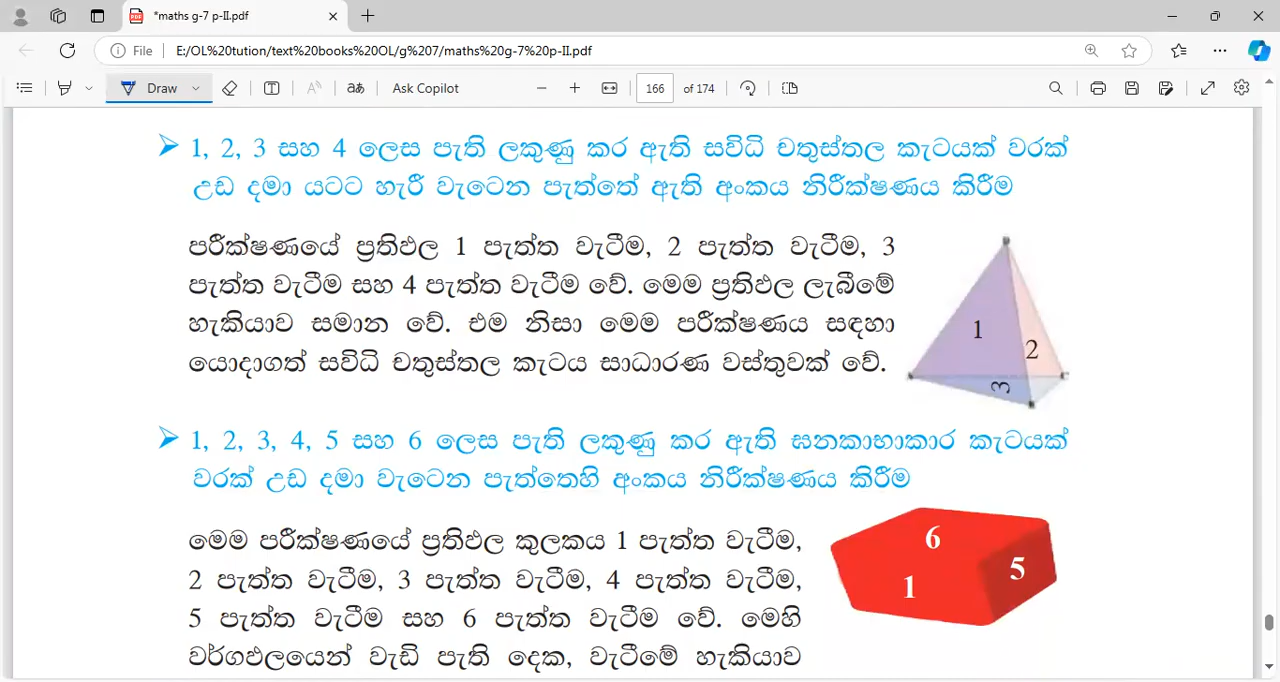 *maths g-7 p-II.pdf
File E:/OL%20tution/text%20books%20OL/g%207/maths%20g-7%20p-II.pdf
Draw Ask Copilot 166 of 174
1, 2, 3 සහ 4 ලෙස පැති ලකුණු කර ඇති සවිධි චතුස්තල කැටයක් වරක්
උඩ දමා යටට හැරී වැටෙන පැත්තේ ඇති අංකය නිරීක්ෂණය කිරීම
පරීක්ෂණයේ ප්‍රතිඵල 1 පැත්ත වැටීම, 2 පැත්ත වැටීම, 3
පැත්ත වැටීම සහ 4 පැත්ත වැටීම වේ. මෙම ප්‍රතිඵල ලැබීමේ
හැකියාව සමාන වේ. එම නිසා මෙම පරීක්ෂණය සඳහා
යොදාගත් සවිධි චතුස්තල කැටය සාධාරණ වස්තුවක් වේ.
1
2
3
1, 2, 3, 4, 5 සහ 6 ලෙස පැති ලකුණු කර ඇති ඝනකාභාකාර කැටයක්
වරක් උඩ දමා වැටෙන පැත්තෙහි අංකය නිරීක්ෂණය කිරීම
මෙම පරීක්ෂණයේ ප්‍රතිඵල කුලකය 1 පැත්ත වැටීම,
2 පැත්ත වැටීම, 3 පැත්ත වැටීම, 4 පැත්ත වැටීම,
5 පැත්ත වැටීම සහ 6 පැත්ත වැටීම වේ. මෙහි
වර්ගඵලයෙන් වැඩි පැති දෙක, වැටීමේ හැකියාව
6
5
1